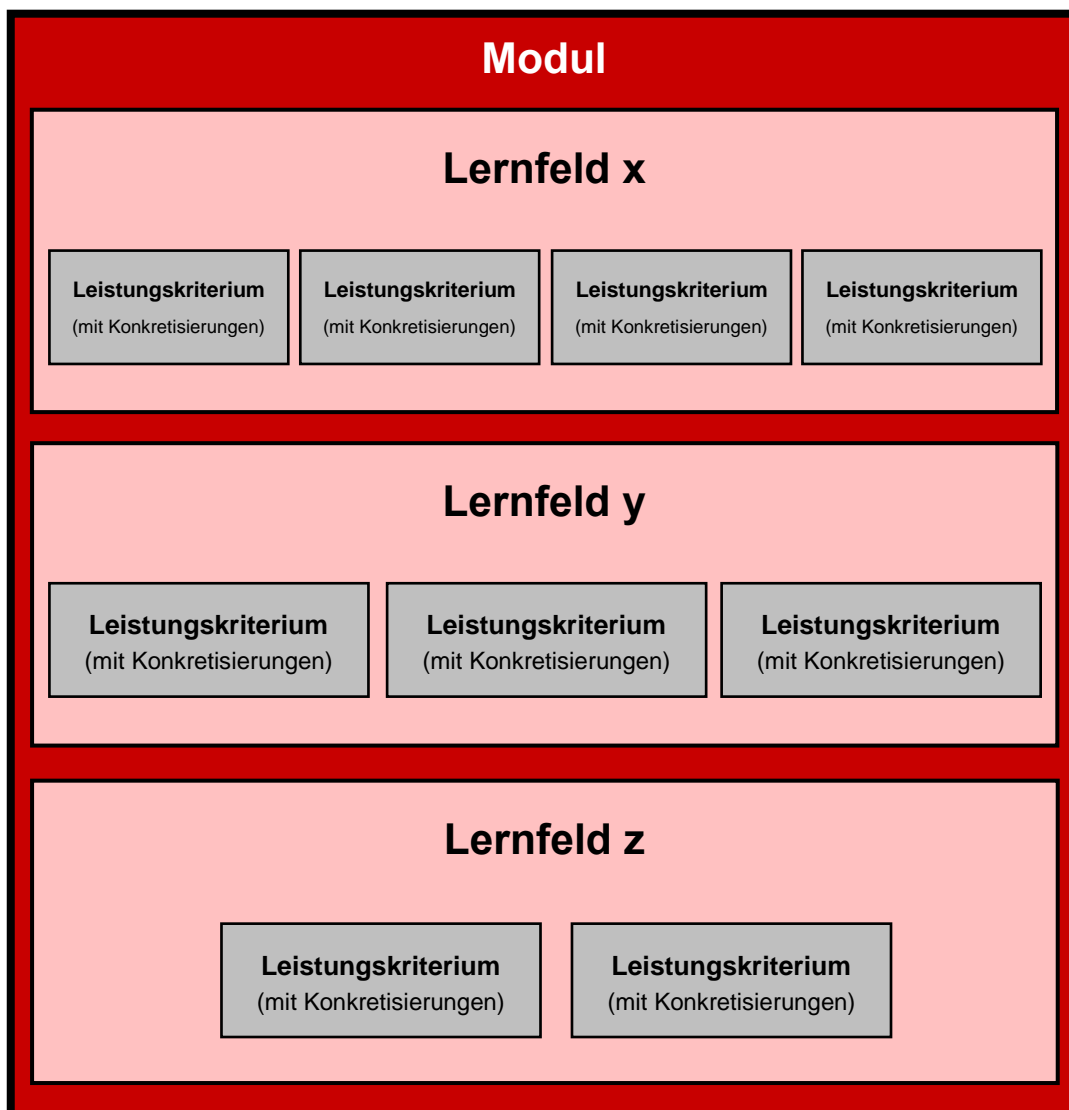 Modul
Lernfeld x
Leistungskriterium Leistungskriterium Leistungskriterium Leistungskriterium
(mit Konkretisierungen) (mit Konkretisierungen) (mit Konkretisierungen) (mit Konkretisierungen)
Lernfeld y
Leistungskriterium Leistungskriterium Leistungskriterium
(mit Konkretisierungen) (mit Konkretisierungen) (mit Konkretisierungen)
Lernfeld z
Leistungskriterium Leistungskriterium
(mit Konkretisierungen) (mit Konkretisierungen)